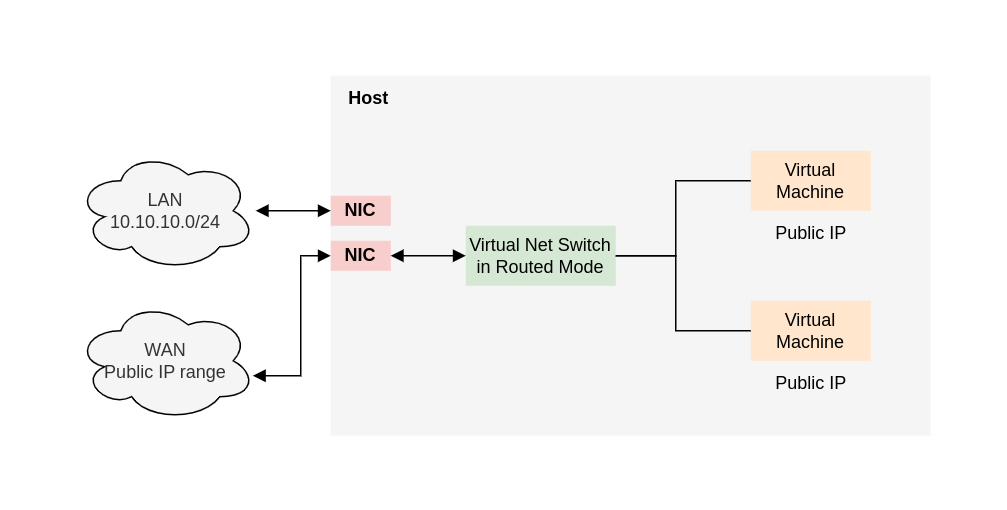 Host
LAN
10.10.10.0/24
NIC
NIC
WAN
Public IP range
Virtual Net Switch
in Routed Mode
Virtual
Machine
Public IP
Virtual
Machine
Public IP